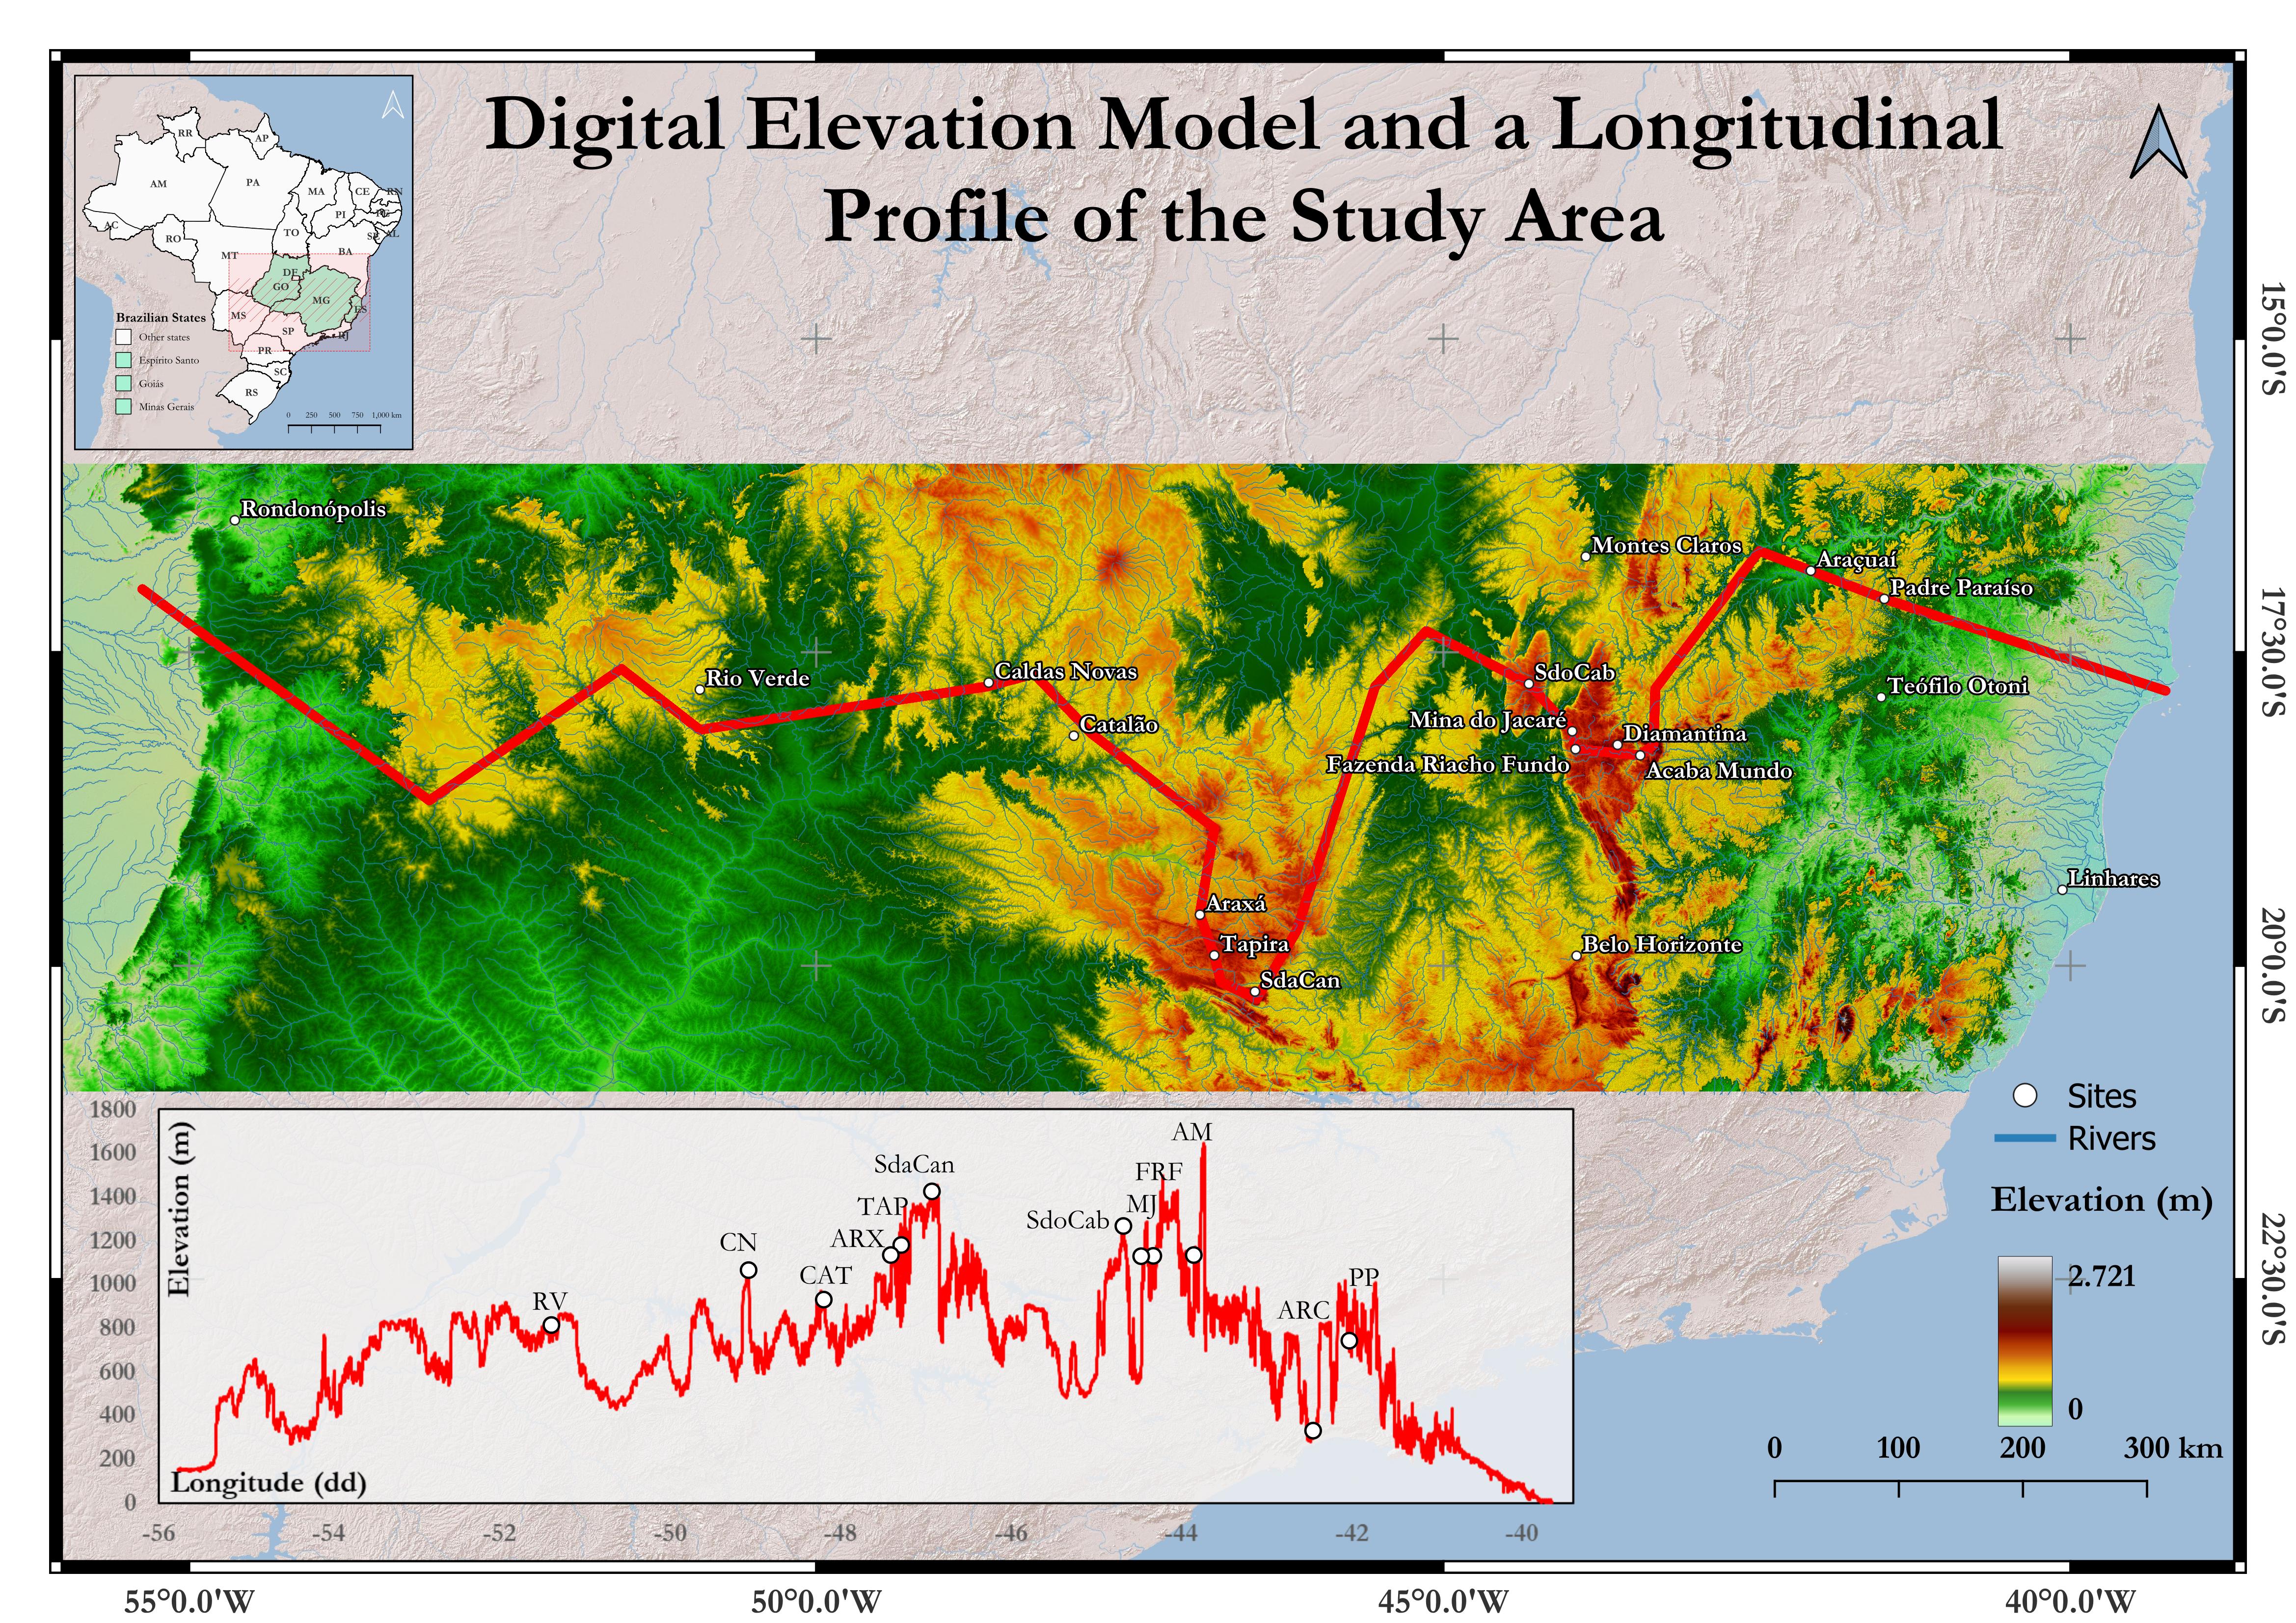 Digital Elevation Model and a Longitudinal
Profile of the Study Area
RR
AP
AM
PA
MA
CE
RN
PI
AC
RO
TO
SE
AL
MT
BA
DF
GO
MG
ES
MS
SP
RJ
PR
SC
RS
Brazilian States
Other states
Espírito Santo
Goiás
Minas Gerais
0 250 500 750 1,000 km
15°0.0'S
17°30.0'S
20°0.0'S
22°30.0'S
Rondonópolis
Montes Claros
Araçuaí
Padre Paraíso
Rio Verde
Caldas Novas
SdoCab
Teófilo Otoni
Catalão
Mina do Jacaré
Diamantina
Fazenda Riacho Fundo
Acaba Mundo
Linhares
Araxá
Tapira
Belo Horizonte
SdaCan
Elevation (m)
1800
1600
1400
1200
1000
800
600
400
200
0
AM
SdaCan
FRF
TAP
MJ
SdoCab
ARX
CN
CAT
PP
RV
ARC
Longitude (dd)
-56 -54 -52 -50 -48 -46 -44 -42 -40
Sites
Rivers
Elevation (m)
2.721
0
0 100 200 300 km
55°0.0'W 50°0.0'W 45°0.0'W 40°0.0'W